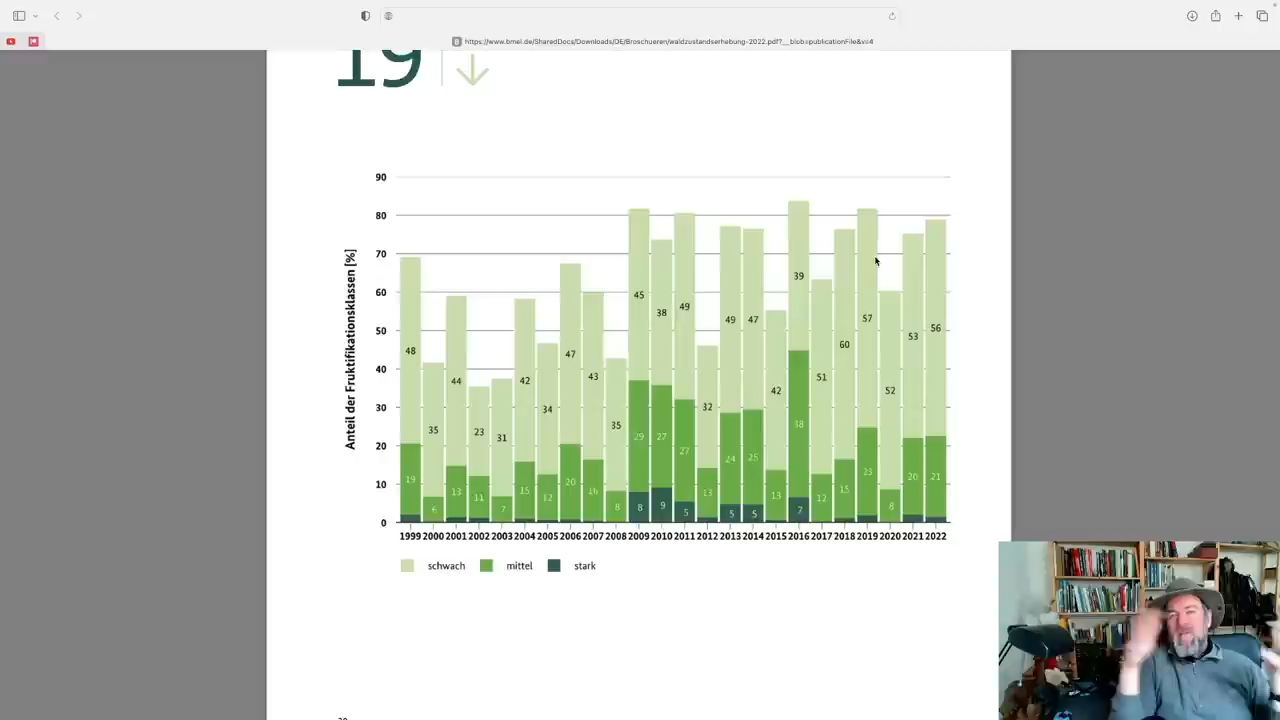 https://www.bmel.de/SharedDocs/Downloads/DE/Broschueren/waldzustandserhebung-2022.pdf?__blob=publicationFile&v=4
19
Anteil der Fruktifikationsklassen [%]
90
80
70
60
50
40
30
20
10
0
48 35 44 23 31 42 34 47 43 35 45 38 49 32 49 47 42 39 51 60 57 52 53 56
19 6 13 11 7 15 12 20 16 8 29 27 27 13 24 25 13 38 12 15 23 8 20 21
8 9 5 5 5 7
1999 2000 2001 2002 2003 2004 2005 2006 2007 2008 2009 2010 2011 2012 2013 2014 2015 2016 2017 2018 2019 2020 2021 2022
schwach mittel stark